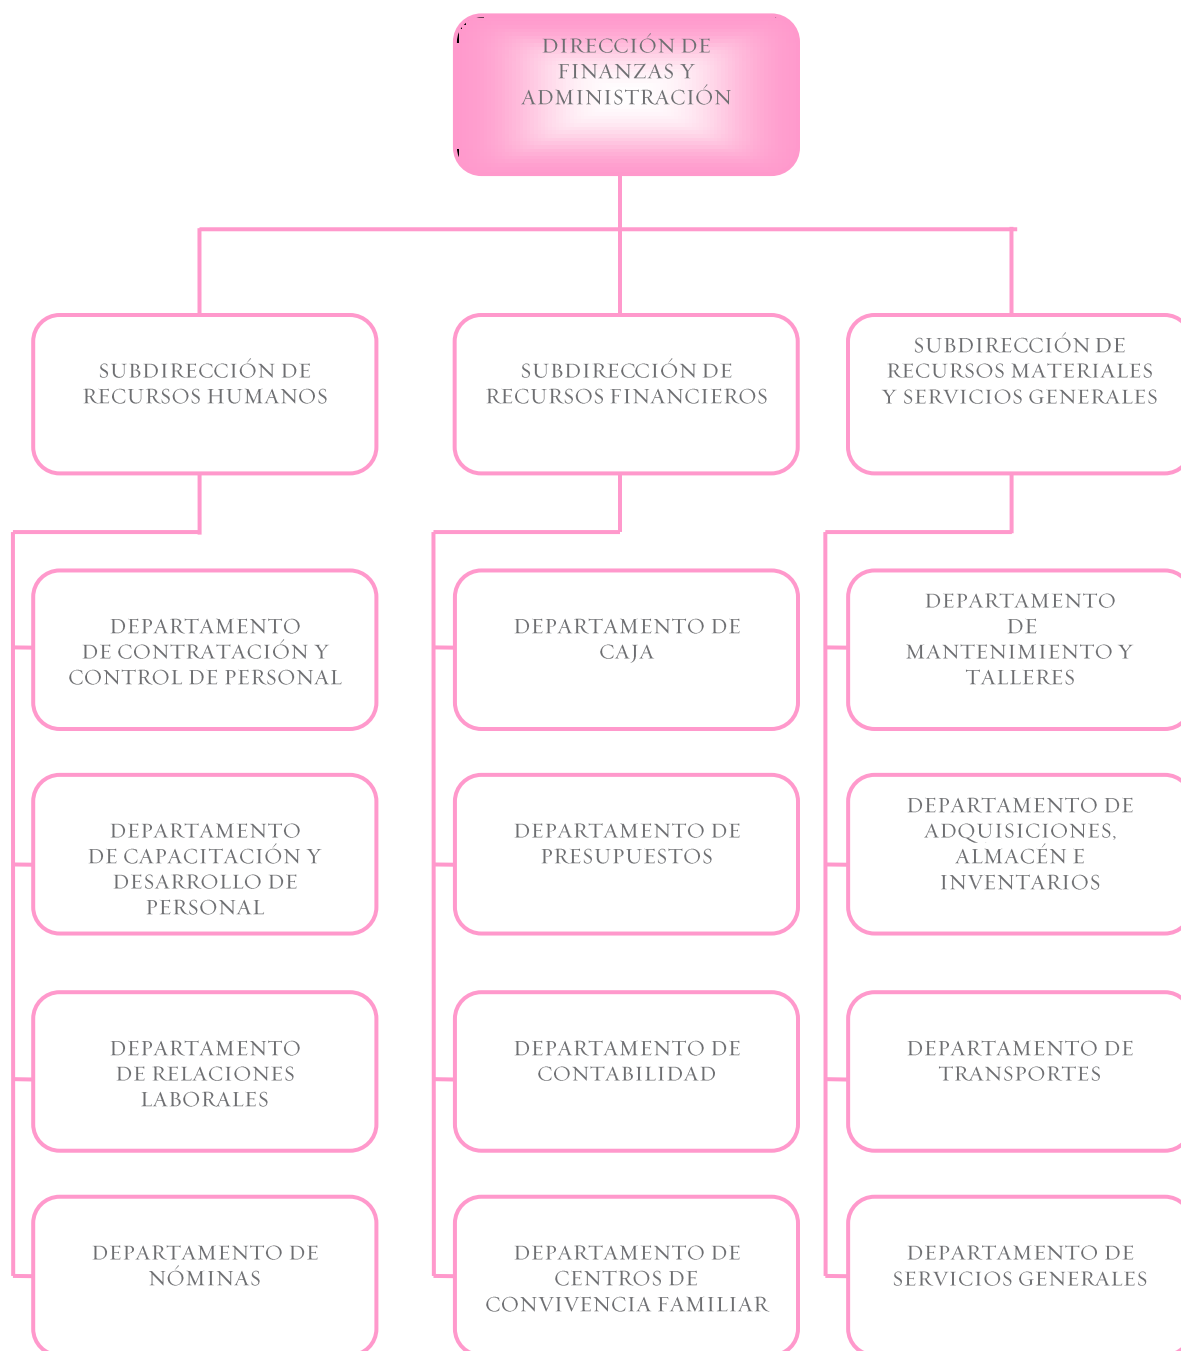 DIRECCIÓN DE
FINANZAS Y
ADMINISTRACIÓN
SUBDIRECCIÓN DE
RECURSOS HUMANOS
SUBDIRECCIÓN DE
RECURSOS FINANCIEROS
SUBDIRECCIÓN DE
RECURSOS MATERIALES
Y SERVICIOS GENERALES
DEPARTAMENTO
DE CONTRATACIÓN Y
CONTROL DE PERSONAL
DEPARTAMENTO DE
CAJA
DEPARTAMENTO
DE
MANTENIMIENTO Y
TALLERES
DEPARTAMENTO
DE CAPACITACIÓN Y
DESARROLLO DE
PERSONAL
DEPARTAMENTO DE
PRESUPUESTOS
DEPARTAMENTO DE
ADQUISICIONES,
ALMACÉN E
INVENTARIOS
DEPARTAMENTO
DE RELACIONES
LABORALES
DEPARTAMENTO DE
CONTABILIDAD
DEPARTAMENTO DE
TRANSPORTES
DEPARTAMENTO DE
NÓMINAS
DEPARTAMENTO DE
CENTROS DE
CONVIVENCIA FAMILIAR
DEPARTAMENTO DE
SERVICIOS GENERALES